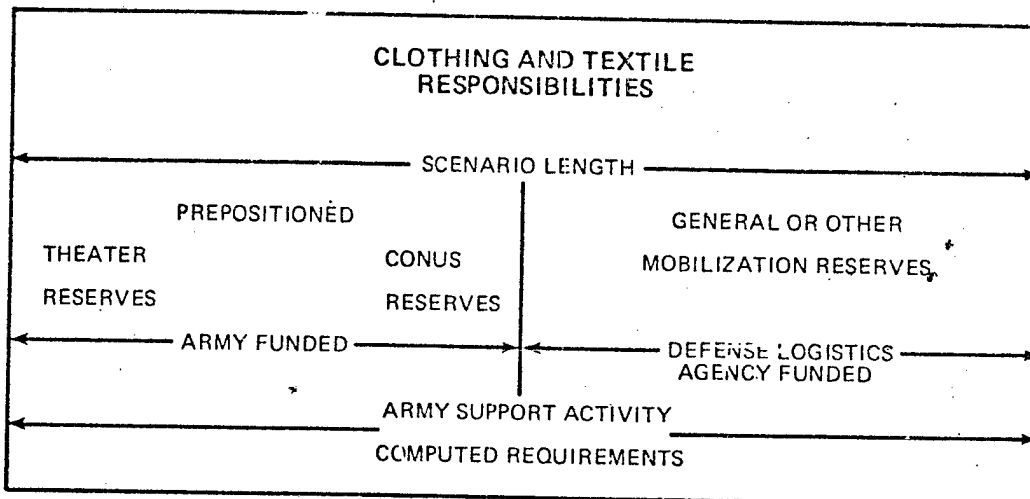 CLOTHING AND TEXTILE
RESPONSIBILITIES
SCENARIO LENGTH
PREPOSITIONED
THEATER
RESERVES
CONUS
RESERVES
GENERAL OR OTHER
MOBILIZATION RESERVES
ARMY FUNDED
DEFENSE LOGISTICS
AGENCY FUNDED
ARMY SUPPORT ACTIVITY
COMPUTED REQUIREMENTS